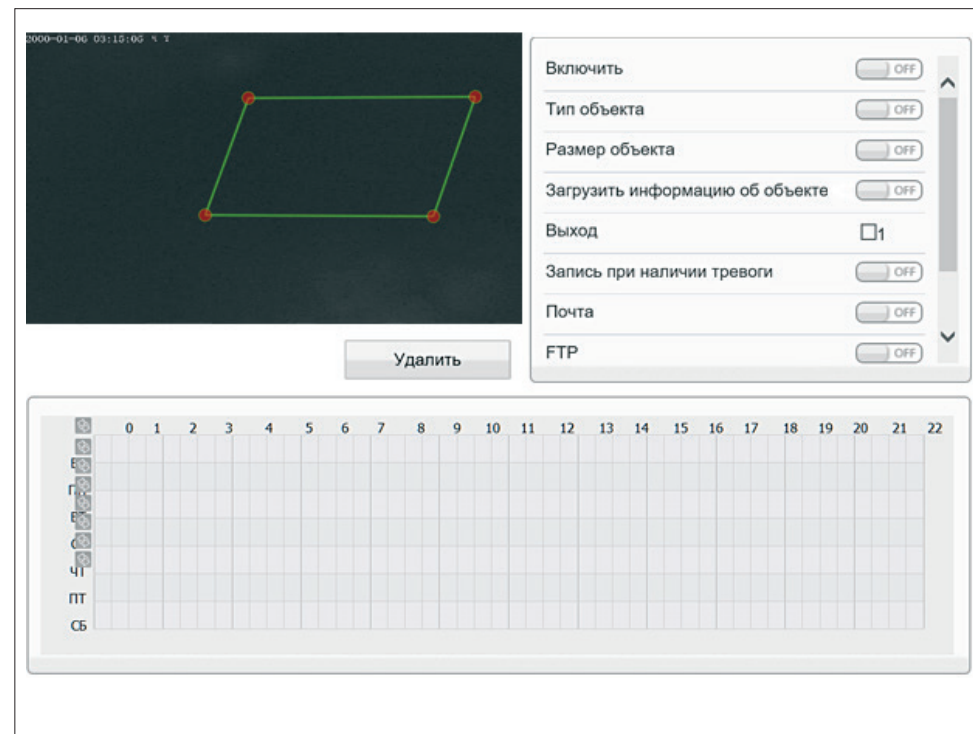 2000-01-06 03:15:06
Включить OFF
Тип объекта OFF
Размер объекта OFF
Загрузить информацию об объекте OFF
Выход 1
Запись при наличии тревоги OFF
Почта OFF
FTP OFF
Удалить
0 1 2 3 4 5 6 7 8 9 10 11 12 13 14 15 16 17 18 19 20 21 22
ЧТ
ПТ
СБ